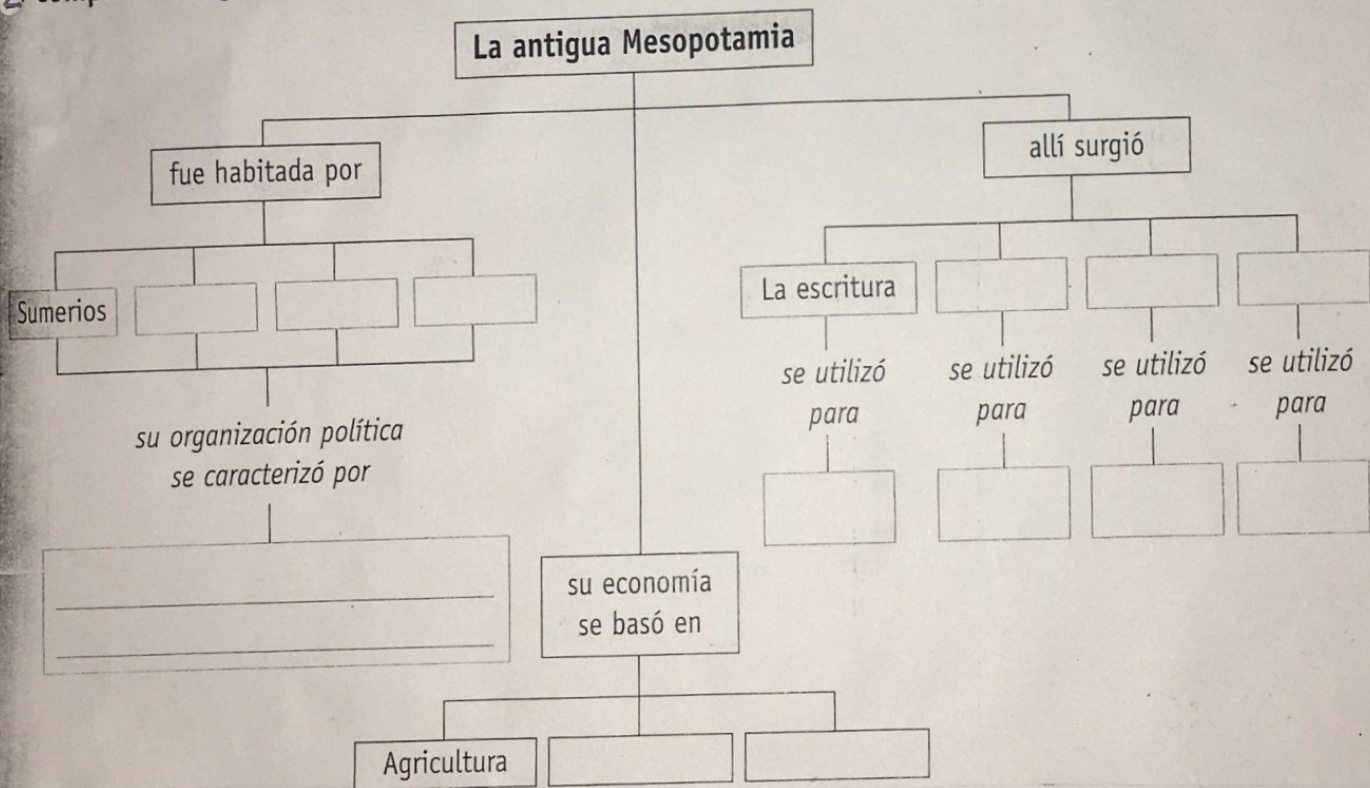 La antigua Mesopotamia
fue habitada por
allí surgió
Sumerios
La escritura
se utilizó
para
se utilizó
para
se utilizó
para
se utilizó
para
su organización política
se caracterizó por
su economía
se basó en
Agricultura